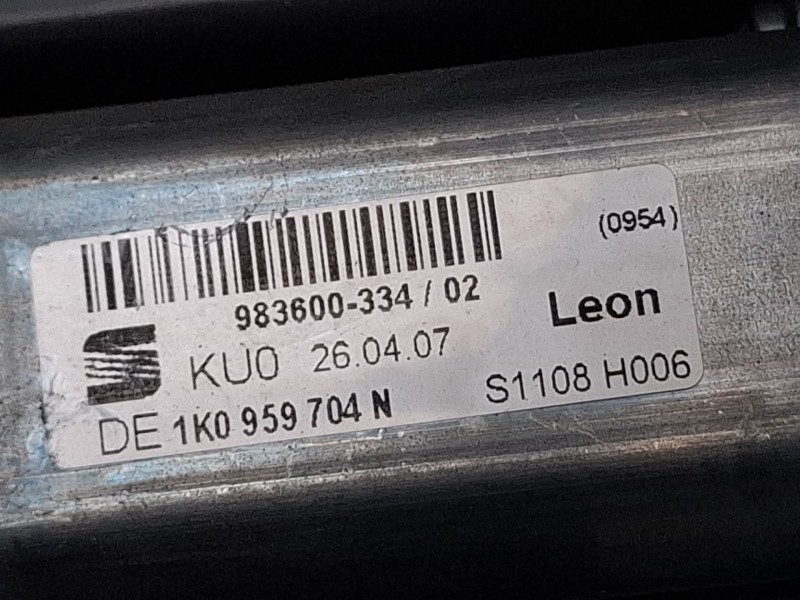 (0954)
983600-334 / 02
Leon
KU0 26.04.07
S1108 H006
DE 1K0 959 704 N